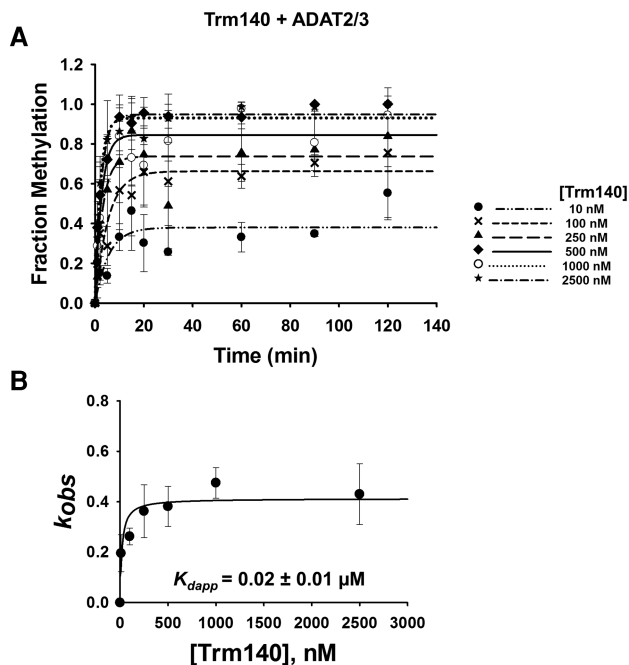 Trm140 + ADAT2/3
A
Fraction Methylation
1.2
1.0
0.8
0.6
0.4
0.2
0.0
0 20 40 60 80 100 120 140
Time (min)
[Trm140]
10 nM
100 nM
250 nM
500 nM
1000 nM
2500 nM
B
kobs
0.8
0.6
0.4
0.2
0.0
Kdapp = 0.02 ± 0.01 µM
0 500 1000 1500 2000 2500 3000
[Trm140], nM